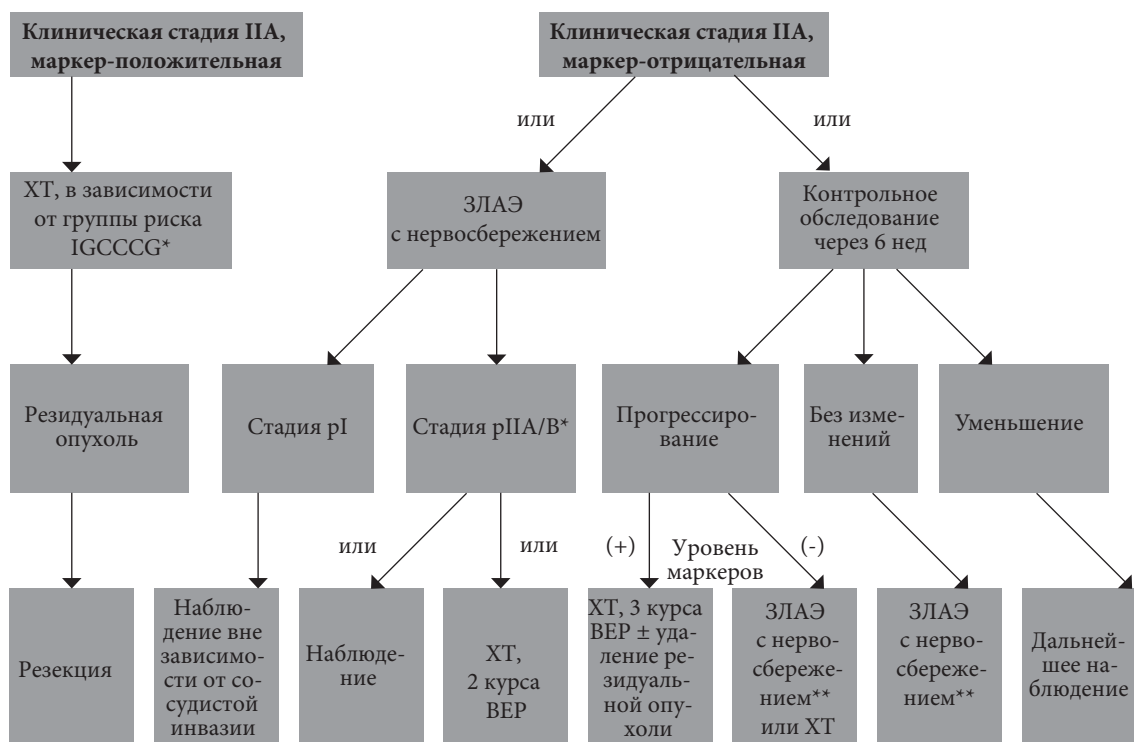 Клиническая стадия IIA,
маркер-положительная
Клиническая стадия IIA,
маркер-отрицательная
или
или
ХТ, в зависимости
от группы риска
IGCCCG*
ЗЛАЭ
с нервосбережением
Контрольное
обследование
через 6 нед
Резидуальная
опухоль
Стадия pI
Стадия pIIA/B*
Прогрессиро-
вание
Без изме-
нений
Уменьшение
или
или
(+)
Уровень
маркеров
(-)
Резекция
Наблю-
дение вне
зависимо-
сти от со-
судистой
инвазии
Наблюде-
ние
ХТ,
2 курса
BEP
ХТ, 3 курса
BEP ± уда-
ление ре-
зидуаль-
ной опу-
холи
ЗЛАЭ
с нерво-
сбереже-
нием**
или ХТ
ЗЛАЭ
с нерво-
сбереже-
нием**
Дальней-
шее на-
блюдение